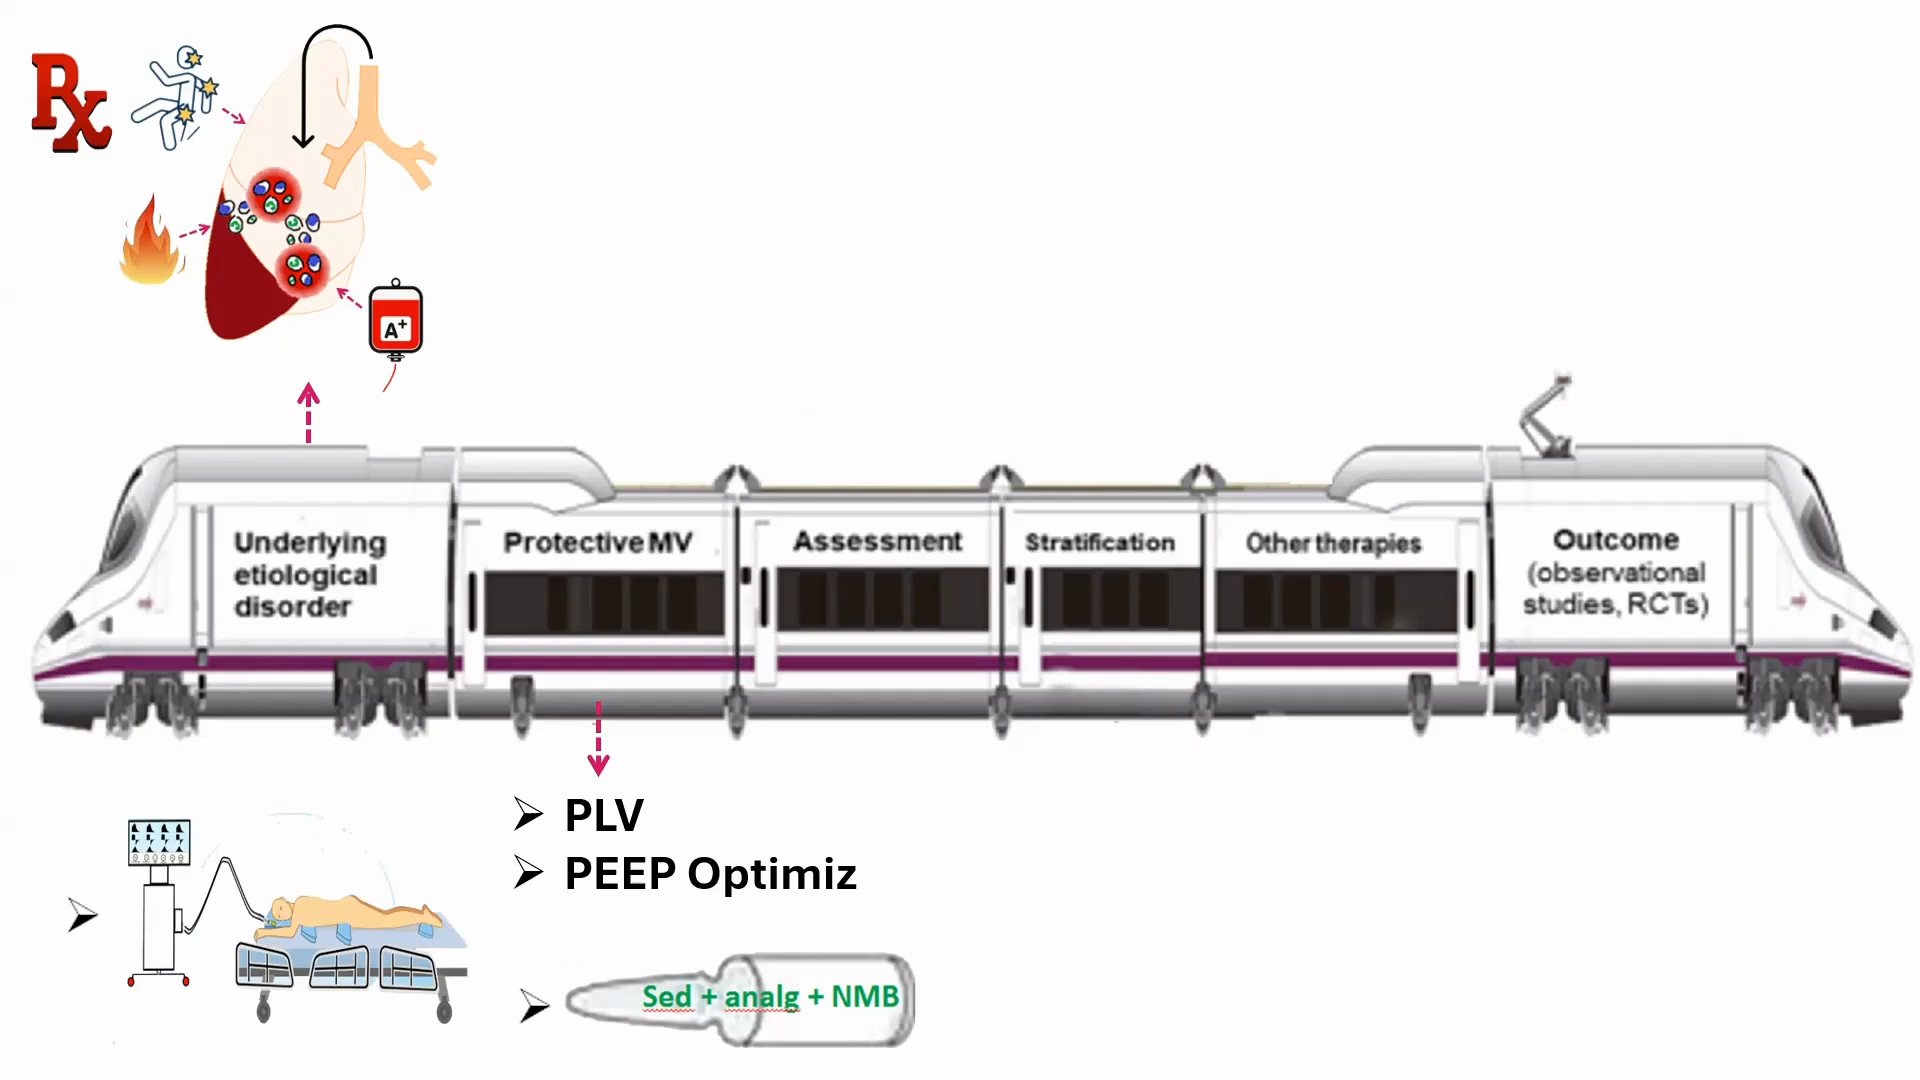 Rx
A+
Underlying
etiological
disorder
Protective MV
Assessment
Stratification
Other therapies
Outcome
(observational
studies, RCTs)
PLV
PEEP Optimiz
Sed + analg + NMB